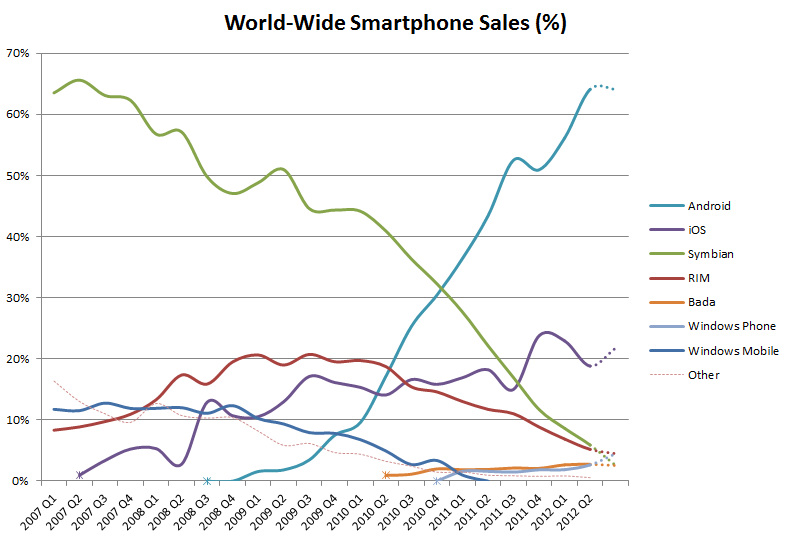 World-Wide Smartphone Sales (%)
70%
60%
50%
40%
30%
20%
10%
0%
2007 Q1
2007 Q2
2007 Q3
2007 Q4
2008 Q1
2008 Q2
2008 Q3
2008 Q4
2009 Q1
2009 Q2
2009 Q3
2009 Q4
2010 Q1
2010 Q2
2010 Q3
2010 Q4
2011 Q1
2011 Q2
2011 Q3
2011 Q4
2012 Q1
2012 Q2
Android
iOS
Symbian
RIM
Bada
Windows Phone
Windows Mobile
Other